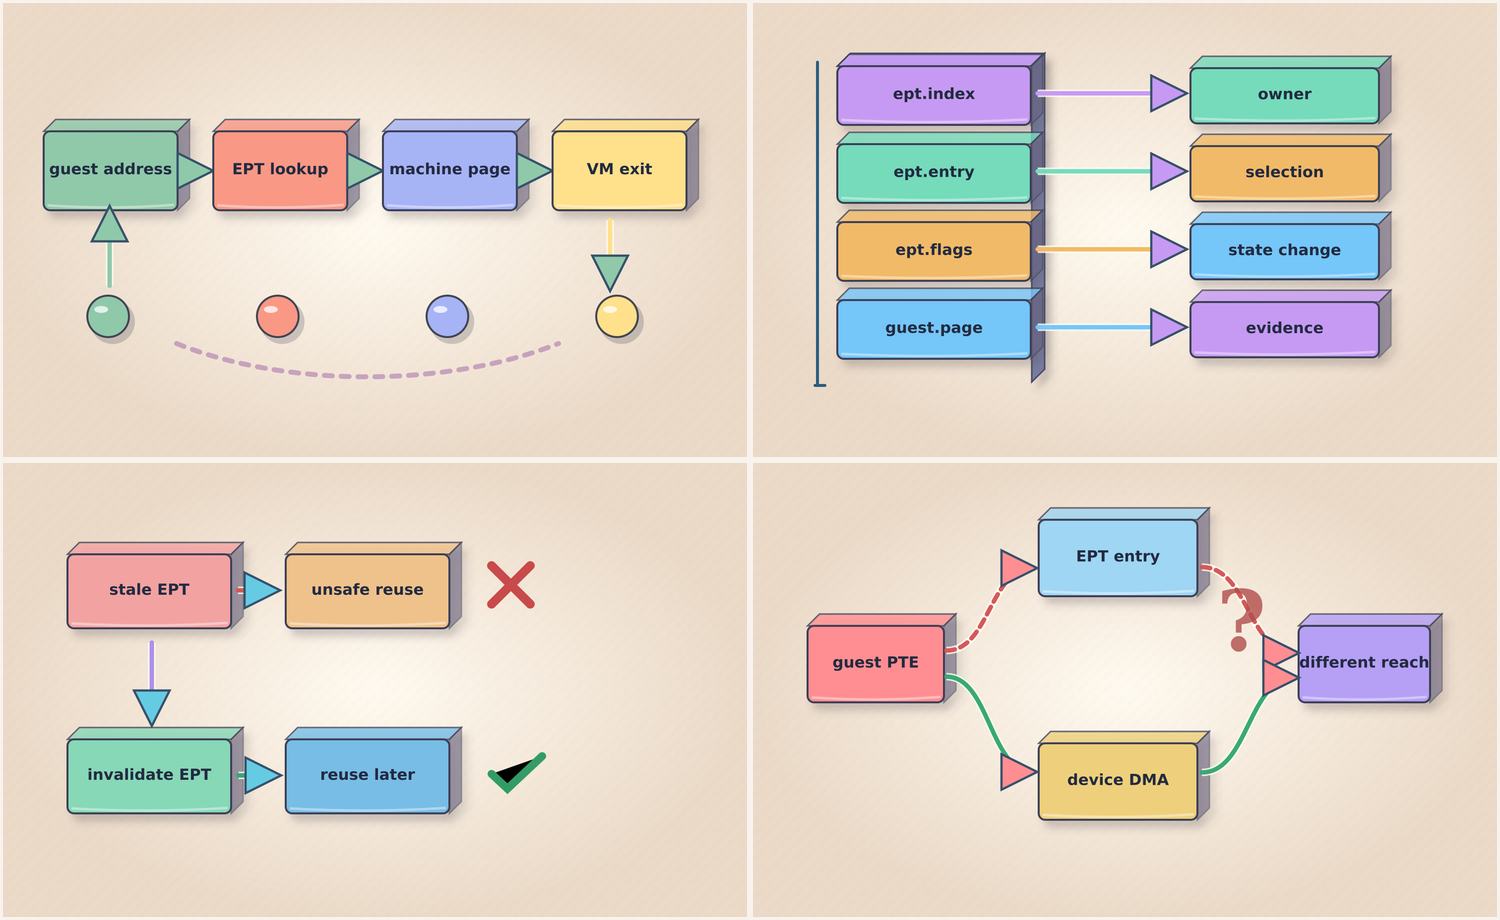 guest address
EPT lookup
machine page
VM exit
ept.index
owner
ept.entry
selection
ept.flags
state change
guest.page
evidence
stale EPT
unsafe reuse
invalidate EPT
reuse later
EPT entry
?
guest PTE
different reach
device DMA